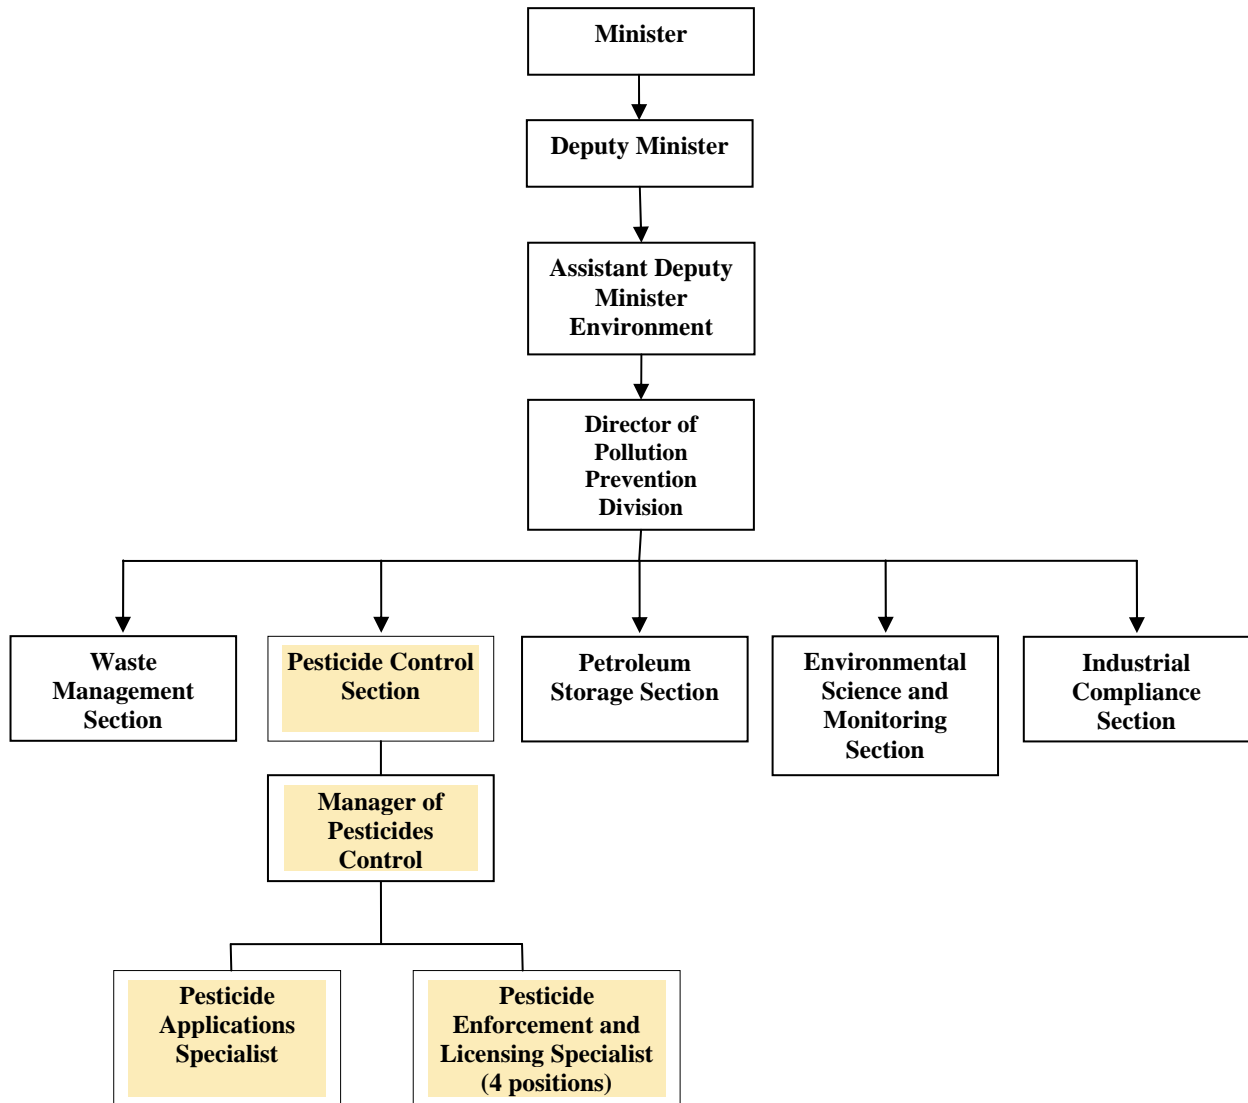 Minister
Deputy Minister
Assistant Deputy
Minister
Environment
Director of
Pollution
Prevention
Division
Waste
Management
Section
Pesticide Control
Section
Petroleum
Storage Section
Environmental
Science and
Monitoring
Section
Industrial
Compliance
Section
Manager of
Pesticides
Control
Pesticide
Applications
Specialist
Pesticide
Enforcement and
Licensing Specialist
(4 positions)